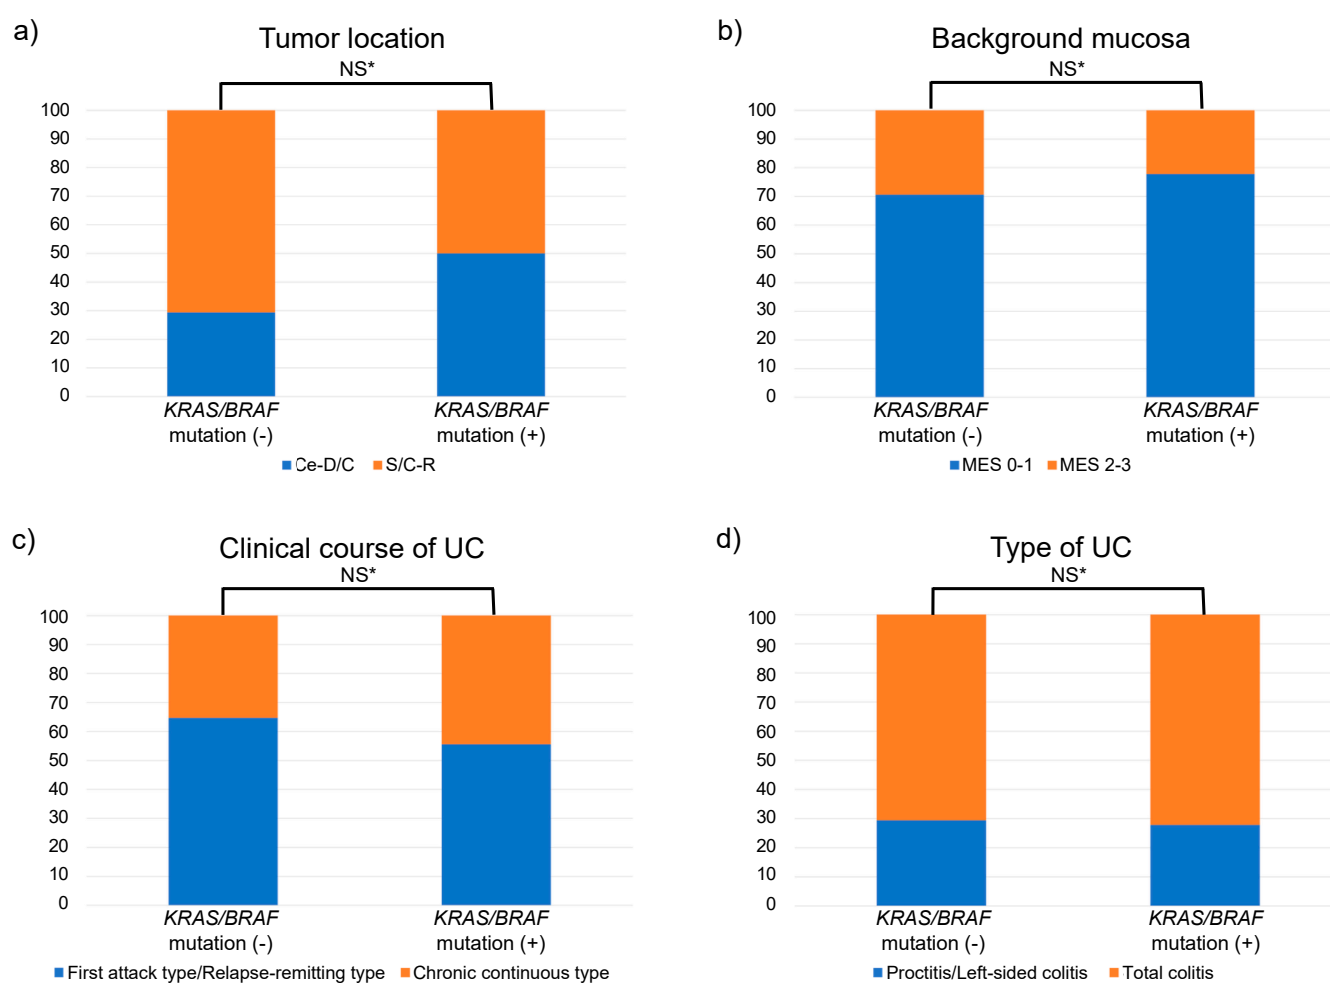 a)
Tumor location
NS*
100
90
80
70
60
50
40
30
20
10
0
KRAS/BRAF
mutation (-)
KRAS/BRAF
mutation (+)
Ce-D/C S/C-R
b)
Background mucosa
NS*
100
90
80
70
60
50
40
30
20
10
0
KRAS/BRAF
mutation (-)
KRAS/BRAF
mutation (+)
MES 0-1 MES 2-3
c)
Clinical course of UC
NS*
100
90
80
70
60
50
40
30
20
10
0
KRAS/BRAF
mutation (-)
KRAS/BRAF
mutation (+)
First attack type/Relapse-remitting type Chronic continuous type
d)
Type of UC
NS*
100
90
80
70
60
50
40
30
20
10
0
KRAS/BRAF
mutation (-)
KRAS/BRAF
mutation (+)
Proctitis/Left-sided colitis Total colitis